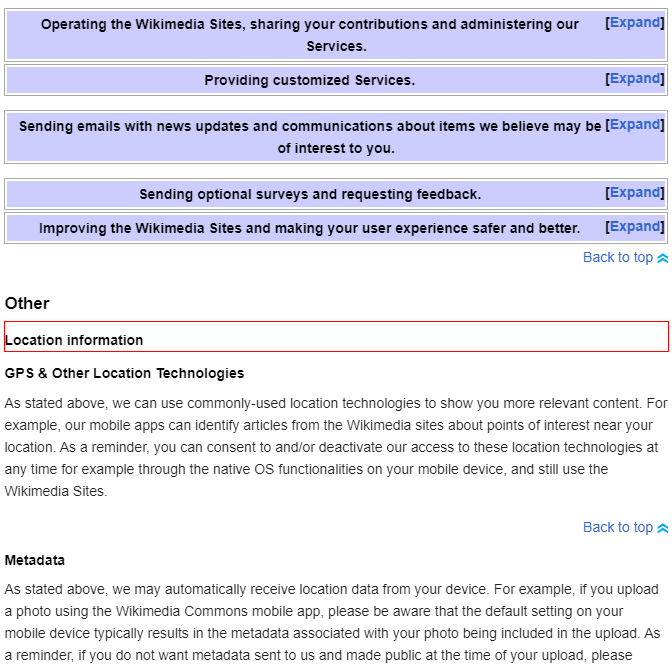 Operating the Wikimedia Sites, sharing your contributions and administering our [Expand]
Services.
Providing customized Services. [Expand]
Sending emails with news updates and communications about items we believe may be [Expand]
of interest to you.
Sending optional surveys and requesting feedback. [Expand]
Improving the Wikimedia Sites and making your user experience safer and better. [Expand]
Back to top
Other
Location information
GPS & Other Location Technologies
As stated above, we can use commonly-used location technologies to show you more relevant content. For
example, our mobile apps can identify articles from the Wikimedia sites about points of interest near your
location. As a reminder, you can consent to and/or deactivate our access to these location technologies at
any time for example through the native OS functionalities on your mobile device, and still use the
Wikimedia Sites.
Back to top
Metadata
As stated above, we may automatically receive location data from your device. For example, if you upload
a photo using the Wikimedia Commons mobile app, please be aware that the default setting on your
mobile device typically results in the metadata associated with your photo being included in the upload. As
a reminder, if you do not want metadata sent to us and made public at the time of your upload, please